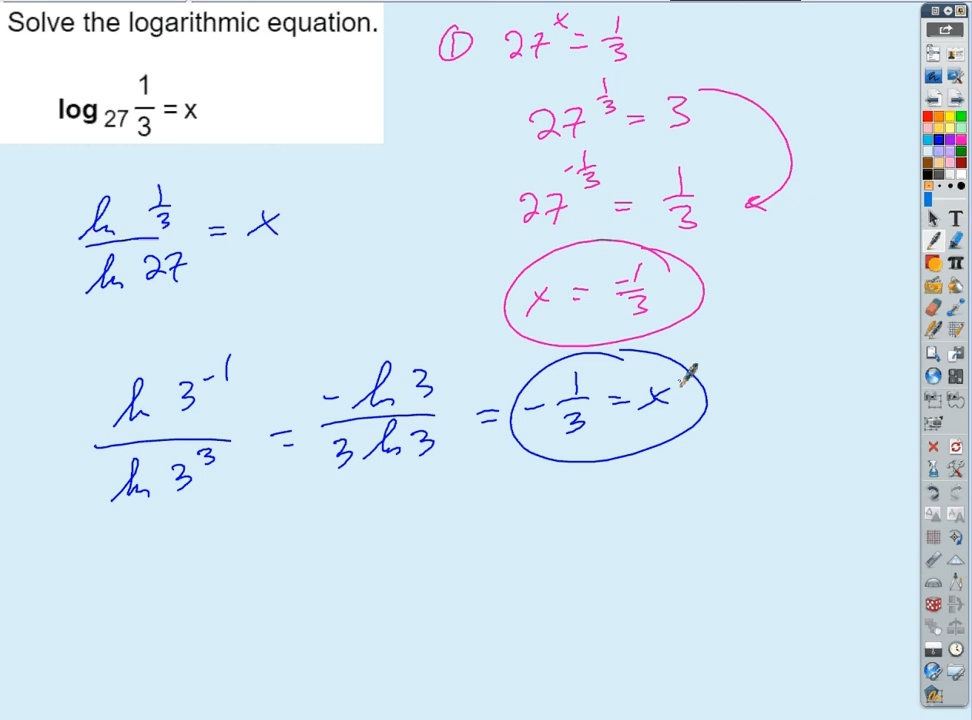 Solve the logarithmic equation.
log 27 1/3 = x
① 27^x = 1/3
27^(1/3) = 3
27^(-1/3) = 1/3
x = -1/3
ln 1/3 / ln 27 = x
ln 3^-1 / ln 3^3 = -ln 3 / 3 ln 3 = -1/3 = x